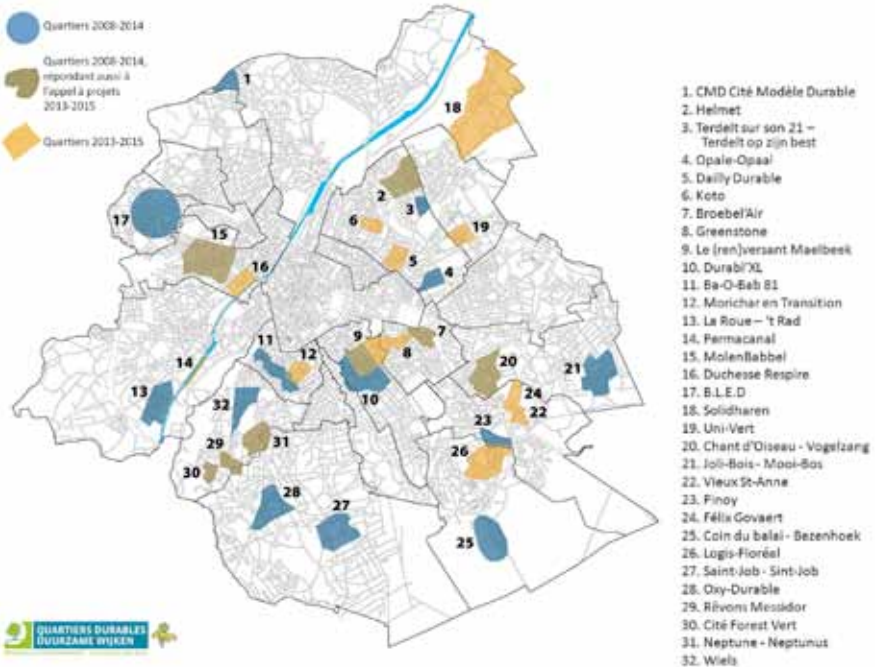 Quartiers 2008-2014
Quartiers 2008-2014,
répondant aussi à
l'appel à projets
2013-2015
Quartiers 2013-2015
1
18
2
3
17
6
19
15
5
16
4
11
9
7
14
12
8
20
21
13
10
24
32
23
22
29
31
26
30
28
27
25
1. CMD Cité Modèle Durable
2. Helmet
3. Terdelt sur son 21 –
Terdelt op zijn best
4. Opale-Opaal
5. Dailly Durable
6. Koto
7. Broebel'Air
8. Greenstone
9. Le (ren)versant Maelbeek
10. Durabl'XL
11. Ba-O-Bab 81
12. Morichar en Transition
13. La Roue – 't Rad
14. Permacanal
15. MolenBabbel
16. Duchesse Respire
17. B.L.E.D
18. Solidharen
19. Uni-Vert
20. Chant d'Oiseau - Vogelzang
21. Joli-Bois - Mooi-Bos
22. Vieux St-Anne
23. Pinoy
24. Félix Govaert
25. Coin du balai - Bezenhoek
26. Logis-Floréal
27. Saint-Job - Sint-Job
28. Oxy-Durable
29. Rêvons Messidor
30. Cité Forest Vert
31. Neptune - Neptunus
32. Wiels
QUARTIERS DURABLES
DUURZAME WIJKEN